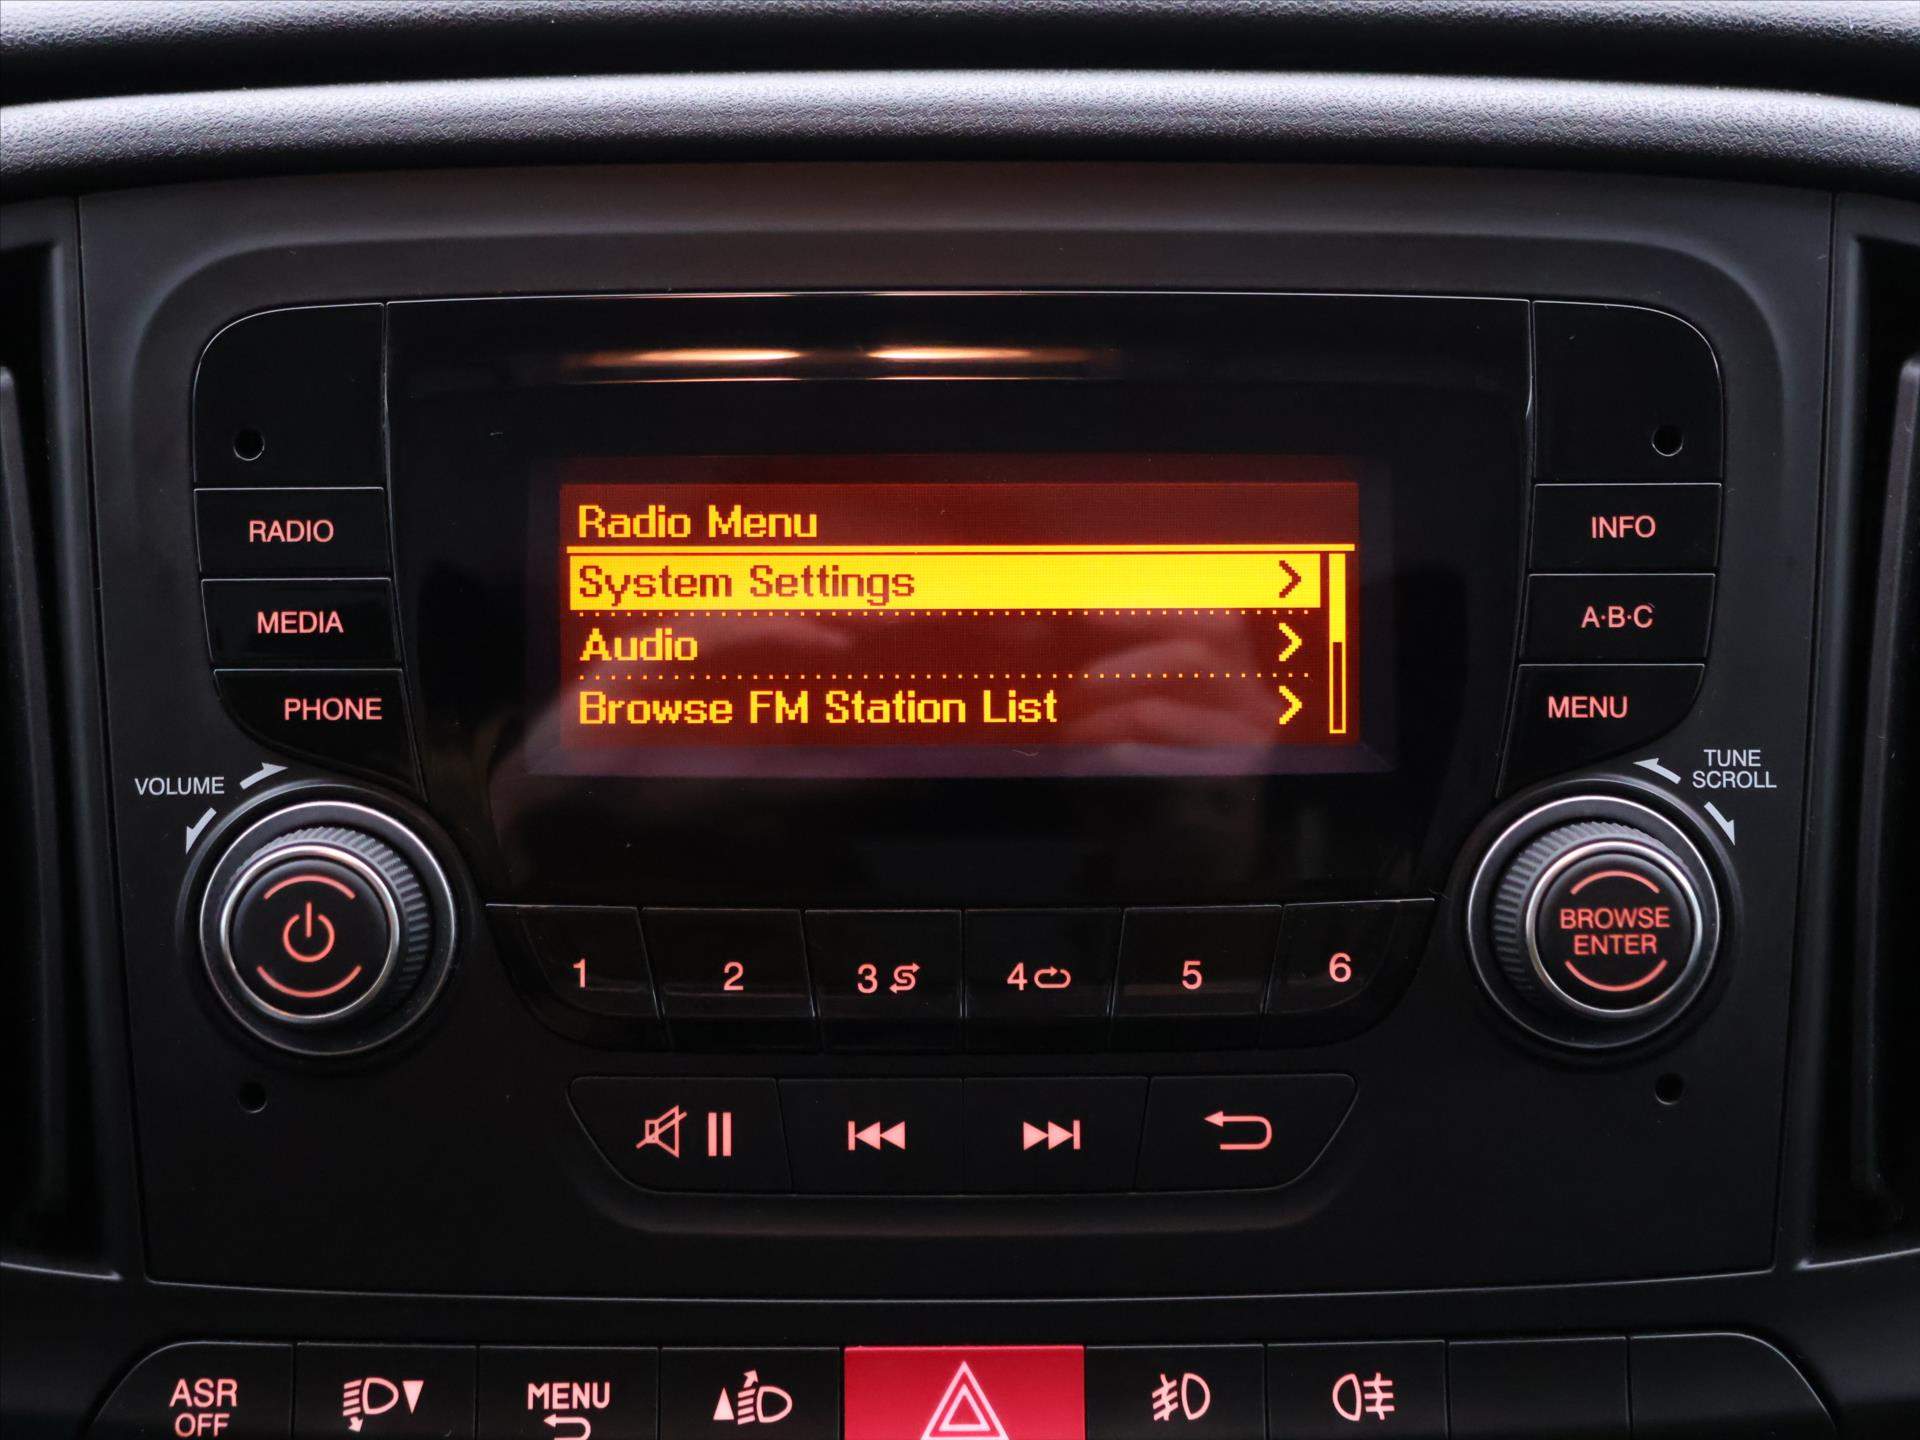 Radio Menu
System Settings
Audio
Browse FM Station List
RADIO
MEDIA
PHONE
VOLUME
INFO
A·B·C
MENU
TUNE
SCROLL
BROWSE
ENTER
1
2
3
4
5
6
ASR
OFF
MENU